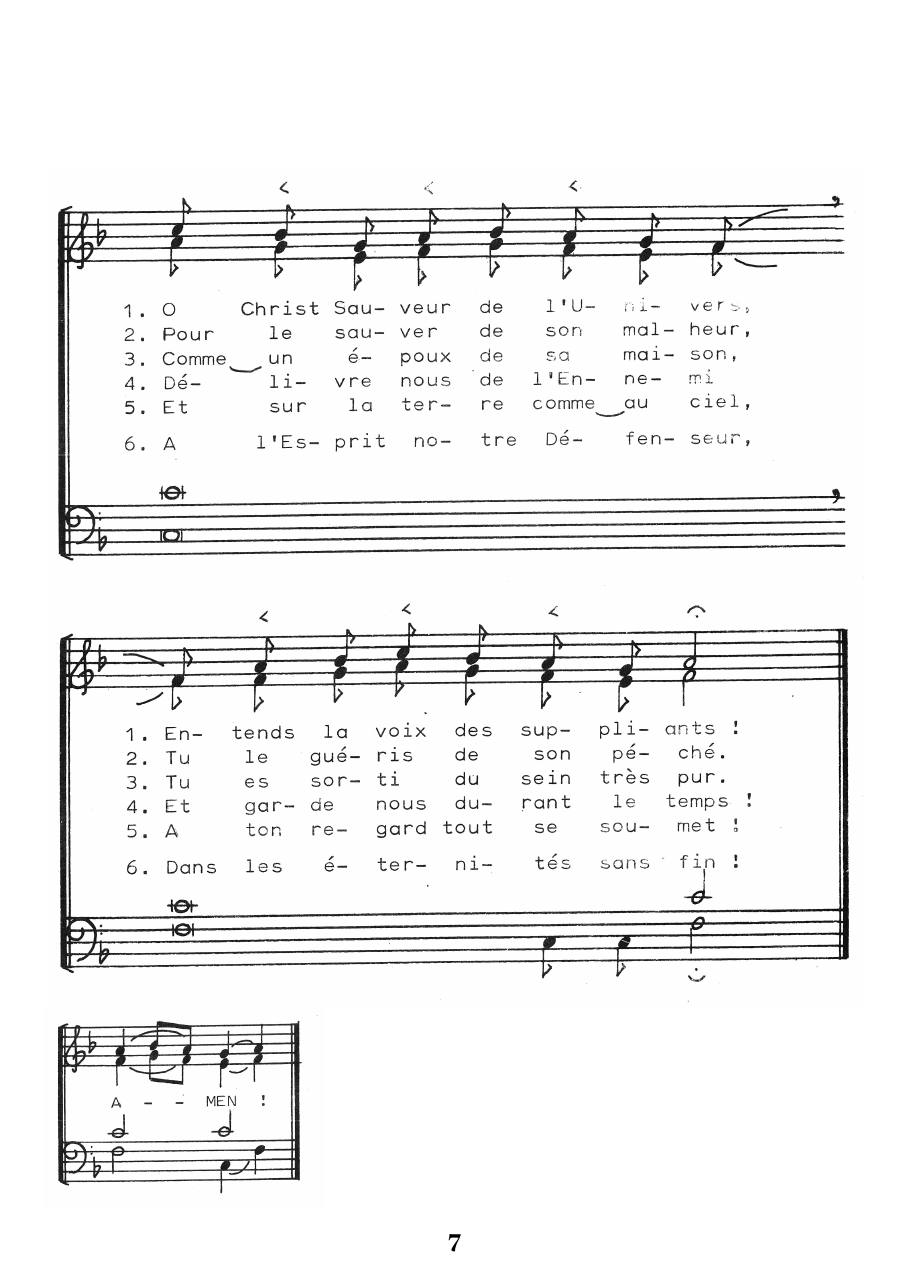 1. O Christ Sau- veur de l'U- ni- vers,
2. Pour le sau- ver de son mal- heur,
3. Comme un é- poux de sa mai- son,
4. Dé- li- vre nous de l'En- ne- mi
5. Et sur la ter- re comme au ciel,
6. A l'Es- prit no- tre Dé- fen- seur,
1. En- tends la voix des sup- pli- ants !
2. Tu le gué- ris de son pé- ché.
3. Tu es sor- ti du sein très pur.
4. Et gar- de nous du- rant le temps !
5. A ton re- gard tout se sou- met !
6. Dans les é- ter- ni- tés sans fin !
A - - MEN !
7